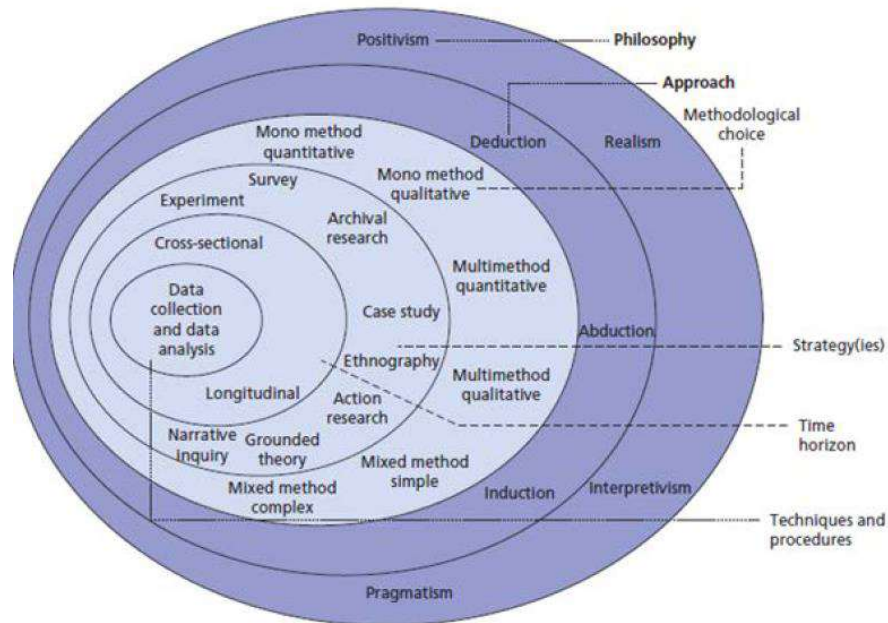 Positivism
Philosophy
Approach
Methodological
choice
Deduction
Realism
Mono method
quantitative
Mono method
qualitative
Survey
Experiment
Archival
research
Cross-sectional
Multimethod
quantitative
Data
collection
and data
analysis
Case study
Abduction
Strategy(ies)
Ethnography
Multimethod
qualitative
Longitudinal
Action
research
Time
horizon
Narrative
inquiry
Grounded
theory
Mixed method
simple
Mixed method
complex
Induction
Interpretivism
Techniques and
procedures
Pragmatism